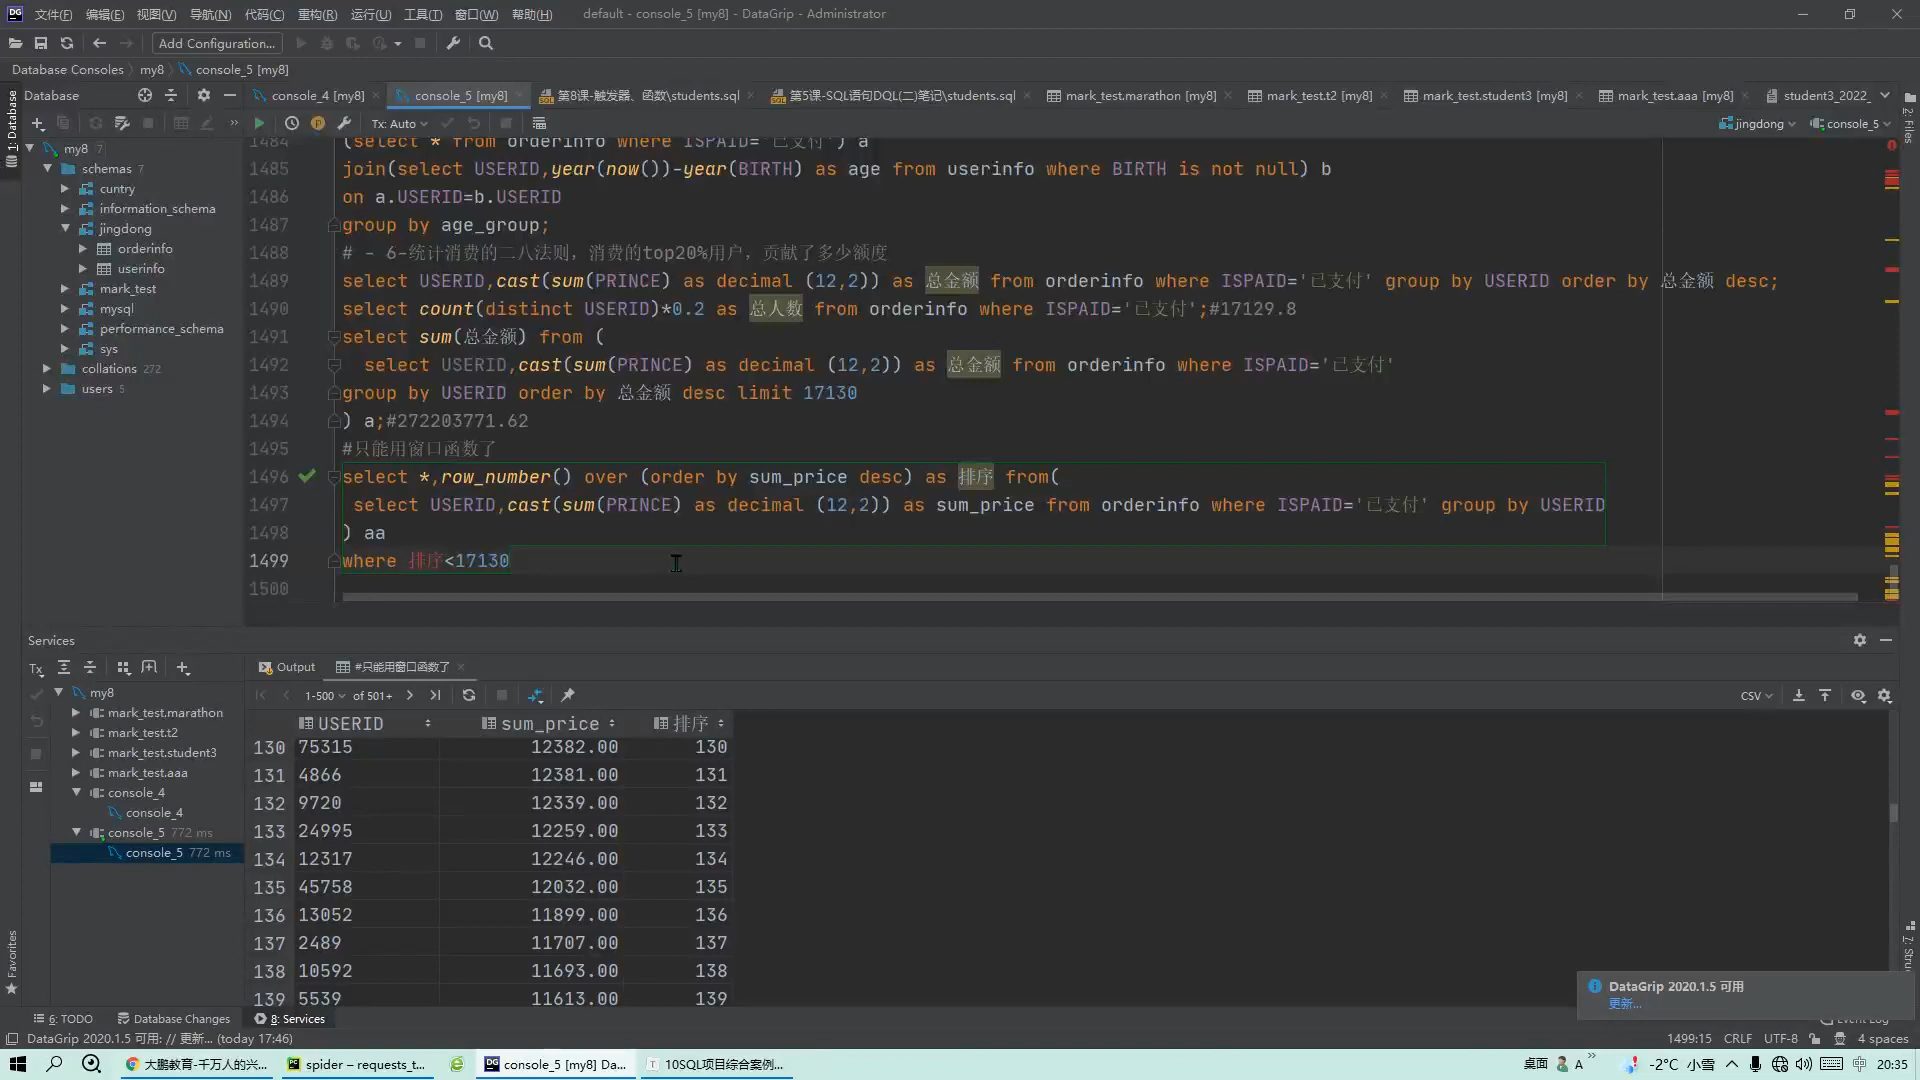 文件(F) 编辑(E) 视图(V) 导航(N) 代码(C) 重构(R) 运行(U) 工具(T) 窗口(W) 帮助(H) default - console_5 [my8] - DataGrip - Administrator
Add Configuration...
Database Consoles my8 console_5 [my8]
Database console_4 [my8] console_5 [my8] 第8课-触发器、函数\students.sql 第5课-SQL语句DQL(二)笔记\students.sql mark_test.marathon [my8] mark_test.t2 [my8] mark_test.student3 [my8] mark_test.aaa [my8] student3_2022_
Tx: Auto jingdong console_5
1: Database
2: Files
my8 7
schemas 7
cuntry
information_schema
jingdong
orderinfo
userinfo
mark_test
mysql
performance_schema
sys
collations 272
users 5
1484 (select * from orderinfo where ISPAID='已支付') a
1485 join(select USERID,year(now())-year(BIRTH) as age from userinfo where BIRTH is not null) b
1486 on a.USERID=b.USERID
1487 group by age_group;
1488 # - 6-统计消费的二八法则，消费的top20%用户，贡献了多少额度
1489 select USERID,cast(sum(PRINCE) as decimal (12,2)) as 总金额 from orderinfo where ISPAID='已支付' group by USERID order by 总金额 desc;
1490 select count(distinct USERID)*0.2 as 总人数 from orderinfo where ISPAID='已支付';#17129.8
1491 select sum(总金额) from (
1492 select USERID,cast(sum(PRINCE) as decimal (12,2)) as 总金额 from orderinfo where ISPAID='已支付'
1493 group by USERID order by 总金额 desc limit 17130
1494 ) a;#272203771.62
1495 #只能用窗口函数了
1496 select *,row_number() over (order by sum_price desc) as 排序 from(
1497 select USERID,cast(sum(PRINCE) as decimal (12,2)) as sum_price from orderinfo where ISPAID='已支付' group by USERID
1498 ) aa
1499 where 排序<17130
1500
Services
Tx Output #只能用窗口函数了
1-500 of 501+ CSV
my8
mark_test.marathon
mark_test.t2
mark_test.student3
mark_test.aaa
console_4
console_4
console_5 772 ms
console_5 772 ms
USERID sum_price 排序
130 75315 12382.00 130
131 4866 12381.00 131
132 9720 12339.00 132
133 24995 12259.00 133
134 12317 12246.00 134
135 45758 12032.00 135
136 13052 11899.00 136
137 2489 11707.00 137
138 10592 11693.00 138
139 5539 11613.00 139
Favorites
DataGrip 2020.1.5 可用
更新...
6: TODO Database Changes 8: Services Event Log
DataGrip 2020.1.5 可用: // 更新... (today 17:46) 1499:15 CRLF UTF-8 4 spaces
大鹏教育-千万人的兴... spider – requests_t... console_5 [my8] Da... 10SQL项目综合案例... 桌面 A -2°C 小雪 中 20:35